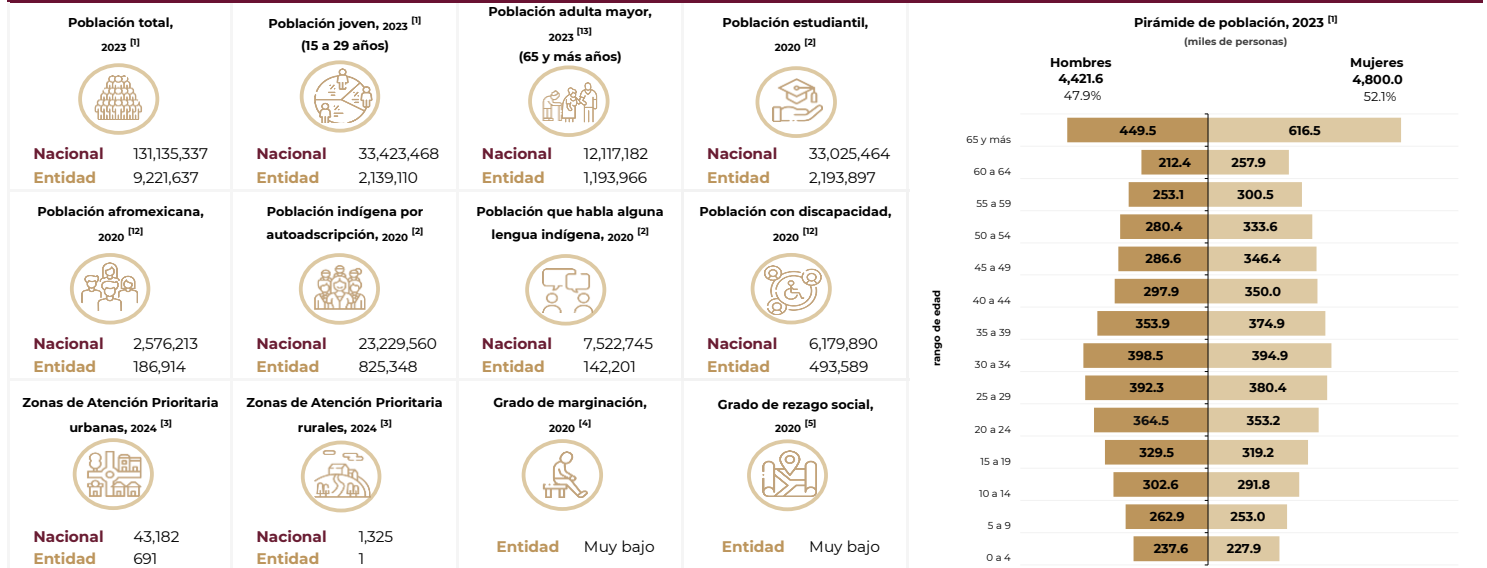 Población total,
2023 [1]
Nacional 131,135,337
Entidad 9,221,637
Población joven, 2023 [1]
(15 a 29 años)
Nacional 33,423,468
Entidad 2,139,110
Población adulta mayor,
2023 [13]
(65 y más años)
Nacional 12,117,182
Entidad 1,193,966
Población estudiantil,
2020 [2]
Nacional 33,025,464
Entidad 2,193,897
Población afromexicana,
2020 [12]
Nacional 2,576,213
Entidad 186,914
Población indígena por
autoadscripción, 2020 [2]
Nacional 23,229,560
Entidad 825,348
Población que habla alguna
lengua indígena, 2020 [2]
Nacional 7,522,745
Entidad 142,201
Población con discapacidad,
2020 [12]
Nacional 6,179,890
Entidad 493,589
Zonas de Atención Prioritaria
urbanas, 2024 [3]
Nacional 43,182
Entidad 691
Zonas de Atención Prioritaria
rurales, 2024 [3]
Nacional 1,325
Entidad 1
Grado de marginación,
2020 [4]
Entidad Muy bajo
Grado de rezago social,
2020 [5]
Entidad Muy bajo
Pirámide de población, 2023 [1]
(miles de personas)
Hombres Mujeres
4,421.6 4,800.0
47.9% 52.1%
rango de edad
65 y más 449.5 616.5
60 a 64 212.4 257.9
55 a 59 253.1 300.5
50 a 54 280.4 333.6
45 a 49 286.6 346.4
40 a 44 297.9 350.0
35 a 39 353.9 374.9
30 a 34 398.5 394.9
25 a 29 392.3 380.4
20 a 24 364.5 353.2
15 a 19 329.5 319.2
10 a 14 302.6 291.8
5 a 9 262.9 253.0
0 a 4 237.6 227.9